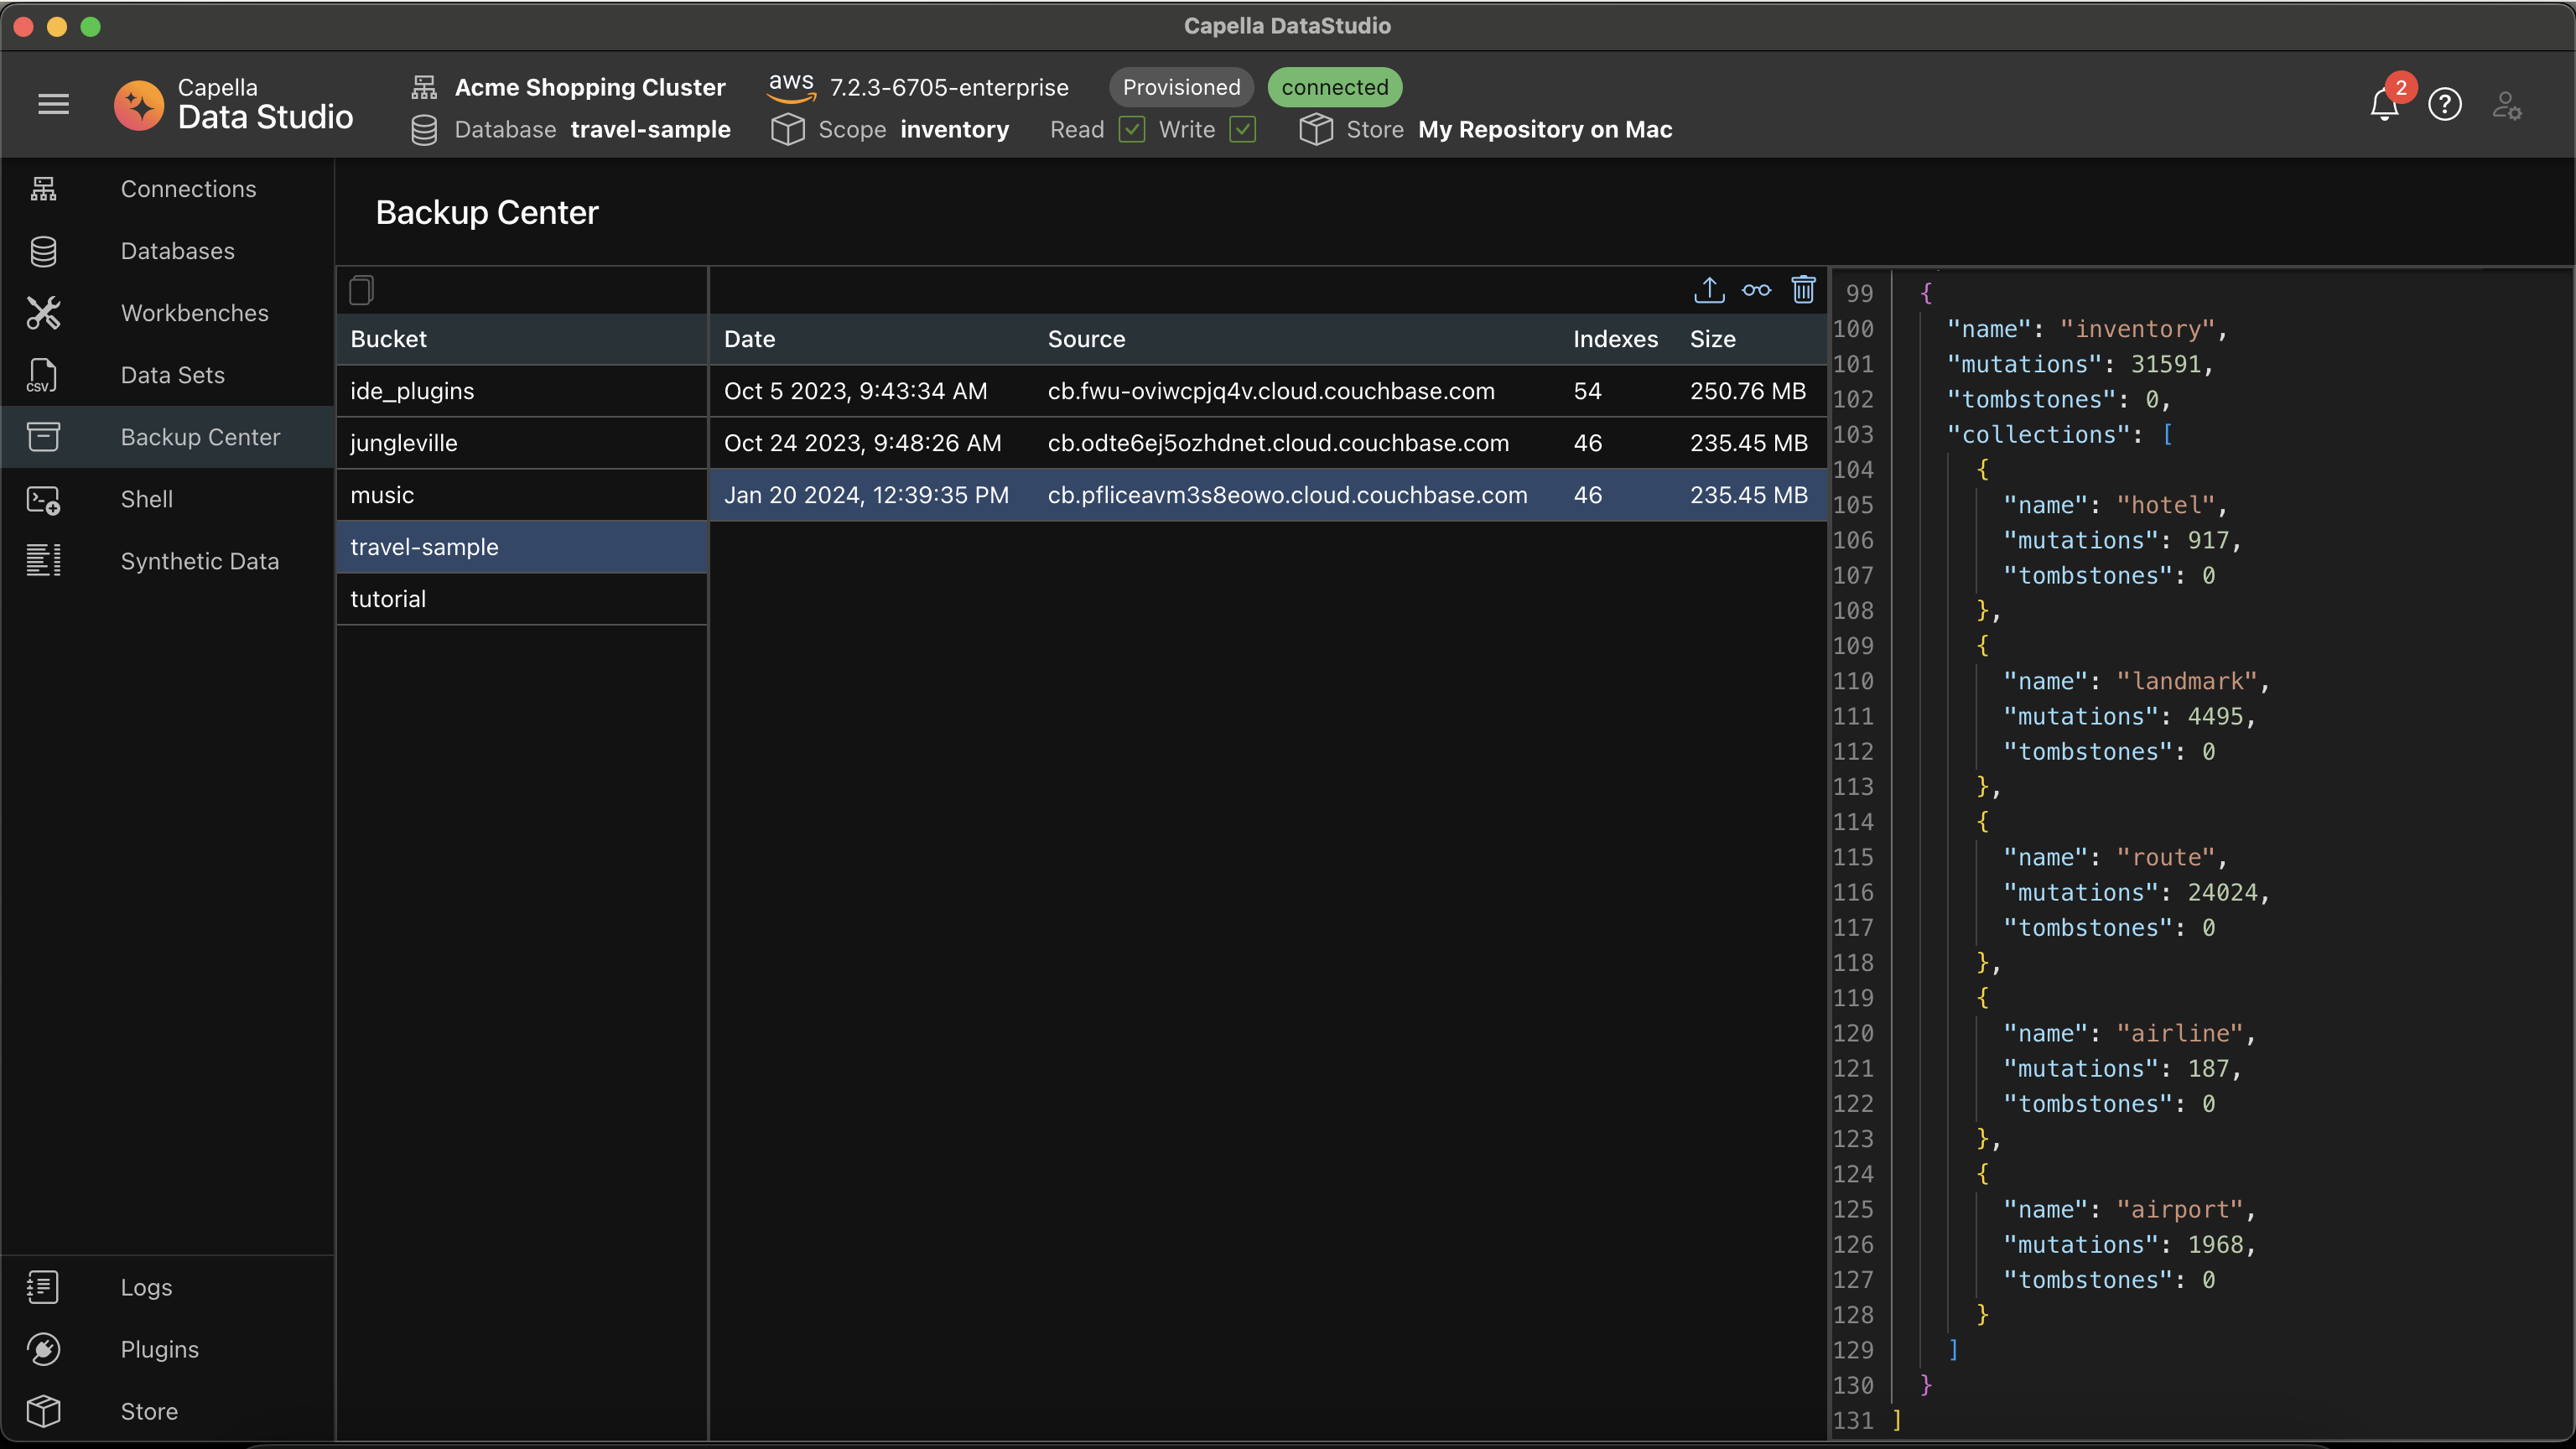 Capella DataStudio
Capella
Data Studio
Acme Shopping Cluster
aws 7.2.3-6705-enterprise
Provisioned
connected
Database travel-sample
Scope inventory
Read
Write
Store My Repository on Mac
2
?
Connections
Databases
Workbenches
CSV
Data Sets
Backup Center
Shell
Synthetic Data
Logs
Plugins
Store
Backup Center
Bucket
ide_plugins
jungleville
music
travel-sample
tutorial
Date Source Indexes Size
Oct 5 2023, 9:43:34 AM cb.fwu-oviwcpjq4v.cloud.couchbase.com 54 250.76 MB
Oct 24 2023, 9:48:26 AM cb.odte6ej5ozhdnet.cloud.couchbase.com 46 235.45 MB
Jan 20 2024, 12:39:35 PM cb.pfliceavm3s8eowo.cloud.couchbase.com 46 235.45 MB
99 {
100 "name": "inventory",
101 "mutations": 31591,
102 "tombstones": 0,
103 "collections": [
104 {
105 "name": "hotel",
106 "mutations": 917,
107 "tombstones": 0
108 },
109 {
110 "name": "landmark",
111 "mutations": 4495,
112 "tombstones": 0
113 },
114 {
115 "name": "route",
116 "mutations": 24024,
117 "tombstones": 0
118 },
119 {
120 "name": "airline",
121 "mutations": 187,
122 "tombstones": 0
123 },
124 {
125 "name": "airport",
126 "mutations": 1968,
127 "tombstones": 0
128 }
129 ]
130 }
131 ]